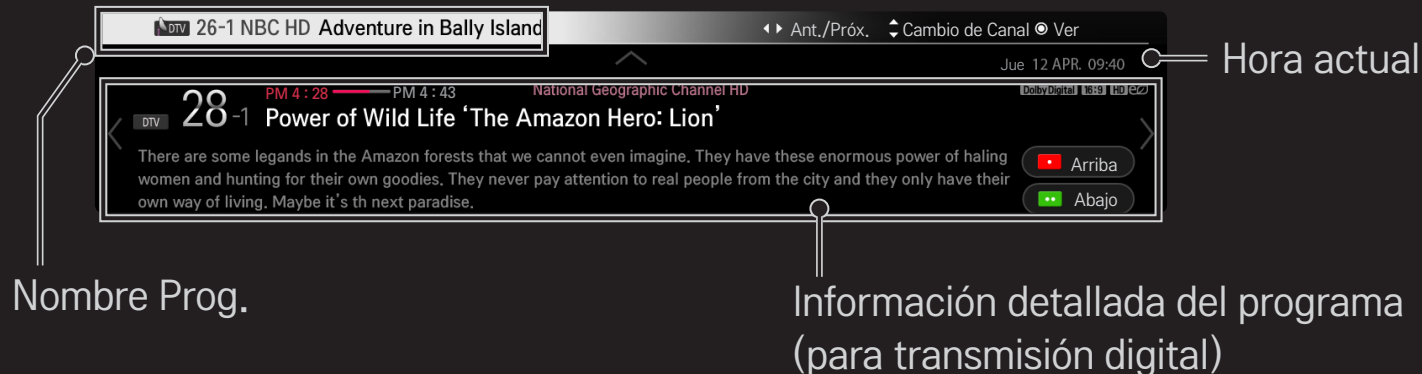 DTV 26-1 NBC HD Adventure in Bally Island
Ant./Próx. Cambio de Canal Ver
Jue 12 APR. 09:40
Hora actual
PM 4 : 28 PM 4 : 43 National Geographic Channel HD Dolby Digital 16:9 HD
DTV 28-1 Power of Wild Life ‘The Amazon Hero: Lion’
There are some legands in the Amazon forests that we cannot even imagine. They have these enormous power of haling
women and hunting for their own goodies. They never pay attention to real people from the city and they only have their
own way of living. Maybe it's th next paradise.
Arriba
Abajo
Nombre Prog.
Información detallada del programa
(para transmisión digital)